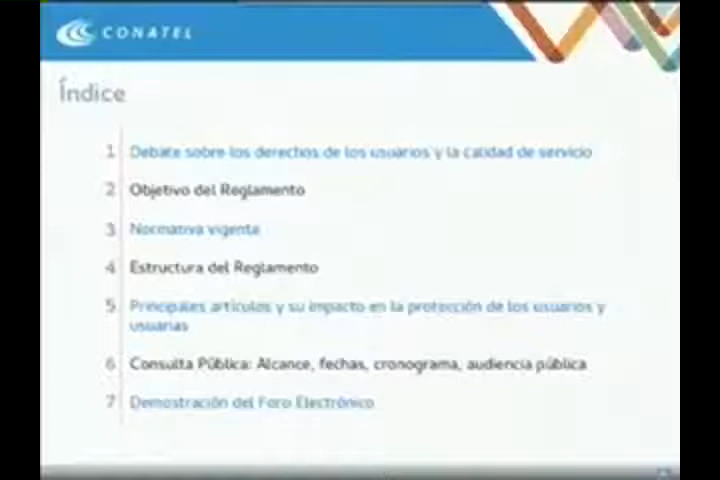 CONATEL
Índice
1 Debate sobre los derechos de los usuarios y la calidad de servicio
2 Objetivo del Reglamento
3 Normativa vigente
4 Estructura del Reglamento
5 Principales artículos y su impacto en la protección de los usuarios y
usuarias
6 Consulta Pública: Alcance, fechas, cronograma, audiencia pública
7 Demostración del Foro Electrónico